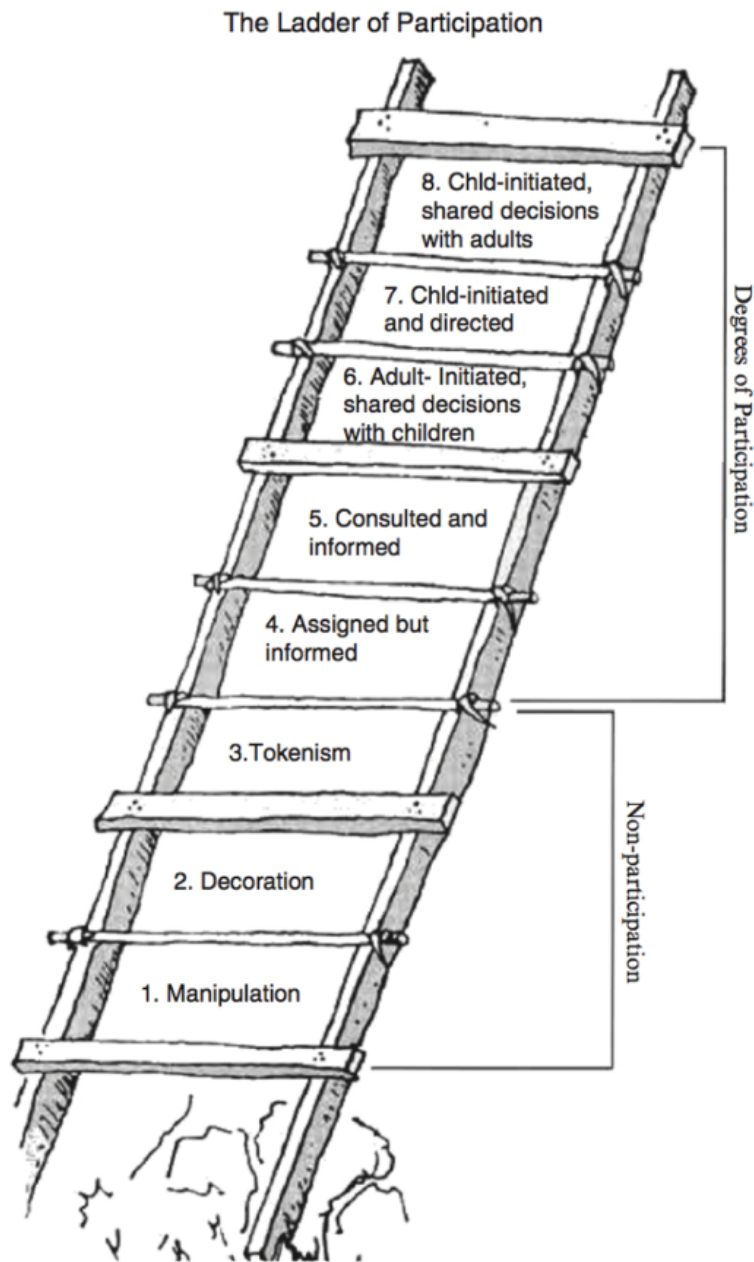 The Ladder of Participation
8. Chld-initiated,
shared decisions
with adults
7. Chld-initiated
and directed
6. Adult- Initiated,
shared decisions
with children
5. Consulted and
informed
4. Assigned but
informed
3.Tokenism
2. Decoration
1. Manipulation
Degrees of Participation
Non-participation